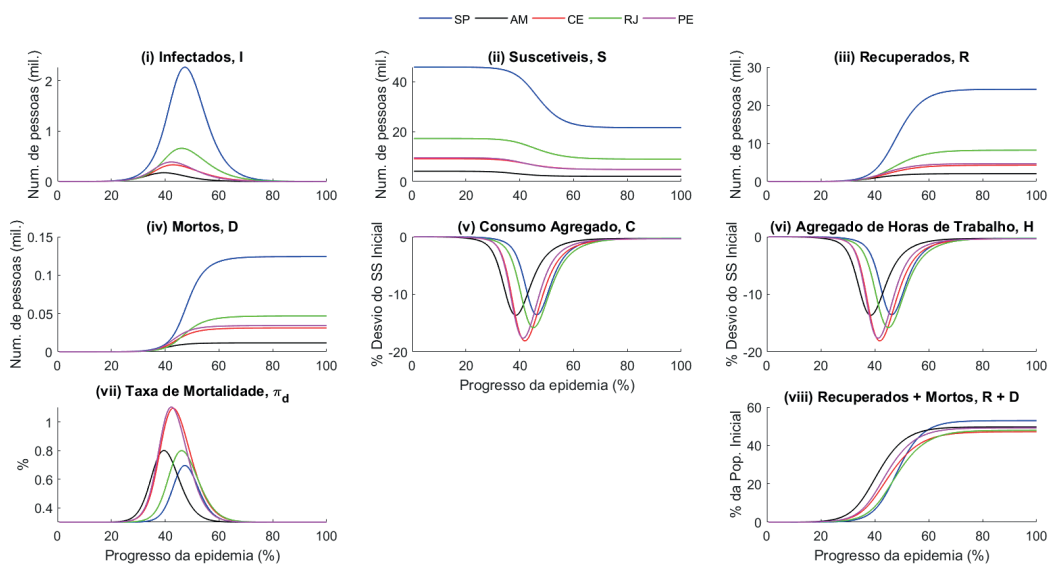 SP AM CE RJ PE
(i) Infectados, I
Num. de pessoas (mil.)
2
1
0
0 20 40 60 80 100
(ii) Suscetiveis, S
Num. de pessoas (mil.)
40
20
0
0 20 40 60 80 100
(iii) Recuperados, R
Num. de pessoas (mil.)
30
20
10
0
0 20 40 60 80 100
(iv) Mortos, D
Num. de pessoas (mil.)
0.15
0.1
0.05
0
0 20 40 60 80 100
(v) Consumo Agregado, C
% Desvio do SS Inicial
0
-10
-20
0 20 40 60 80 100
Progresso da epidemia (%)
(vi) Agregado de Horas de Trabalho, H
% Desvio do SS Inicial
0
-10
-20
0 20 40 60 80 100
(vii) Taxa de Mortalidade, π_d
%
1
0.8
0.6
0.4
0 20 40 60 80 100
Progresso da epidemia (%)
(viii) Recuperados + Mortos, R + D
% da Pop. Inicial
60
40
20
0
0 20 40 60 80 100
Progresso da epidemia (%)